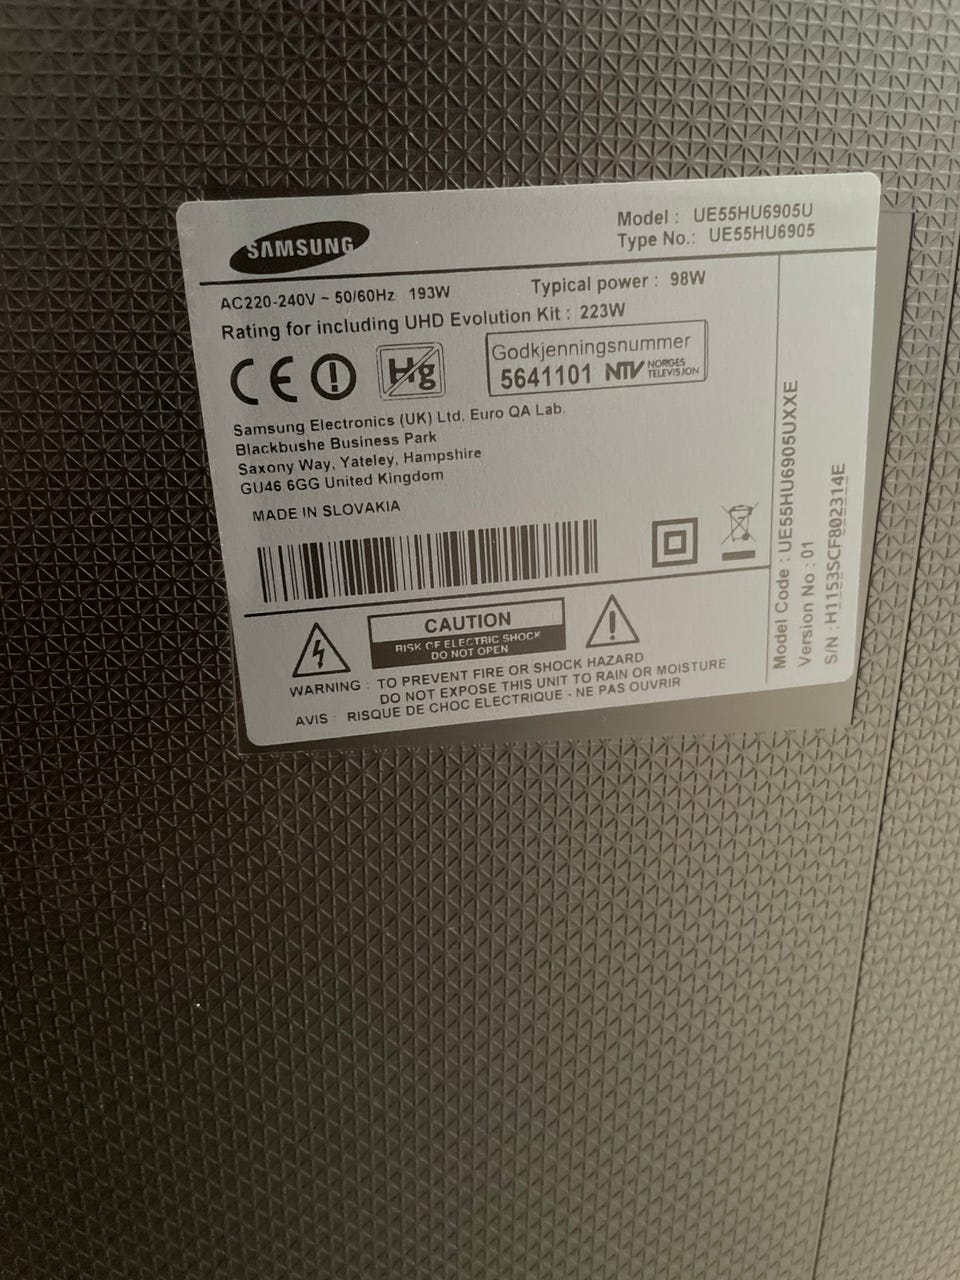 SAMSUNG
Model : UE55HU6905U
Type No.: UE55HU6905
AC220-240V ~ 50/60Hz 193W
Typical power : 98W
Rating for including UHD Evolution Kit : 223W
CE
Hg
Godkjenningsnummer
5641101 NTV NORGES
TELEVISJON
Samsung Electronics (UK) Ltd. Euro QA Lab.
Blackbushe Business Park
Saxony Way, Yateley, Hampshire
GU46 6GG United Kingdom
MADE IN SLOVAKIA
CAUTION
RISK OF ELECTRIC SHOCK
DO NOT OPEN
WARNING : TO PREVENT FIRE OR SHOCK HAZARD
DO NOT EXPOSE THIS UNIT TO RAIN OR MOISTURE
AVIS : RISQUE DE CHOC ELECTRIQUE - NE PAS OUVRIR
Model Code : UE55HU6905UXXE
Version No : 01
S/N : H1153SCF802314E